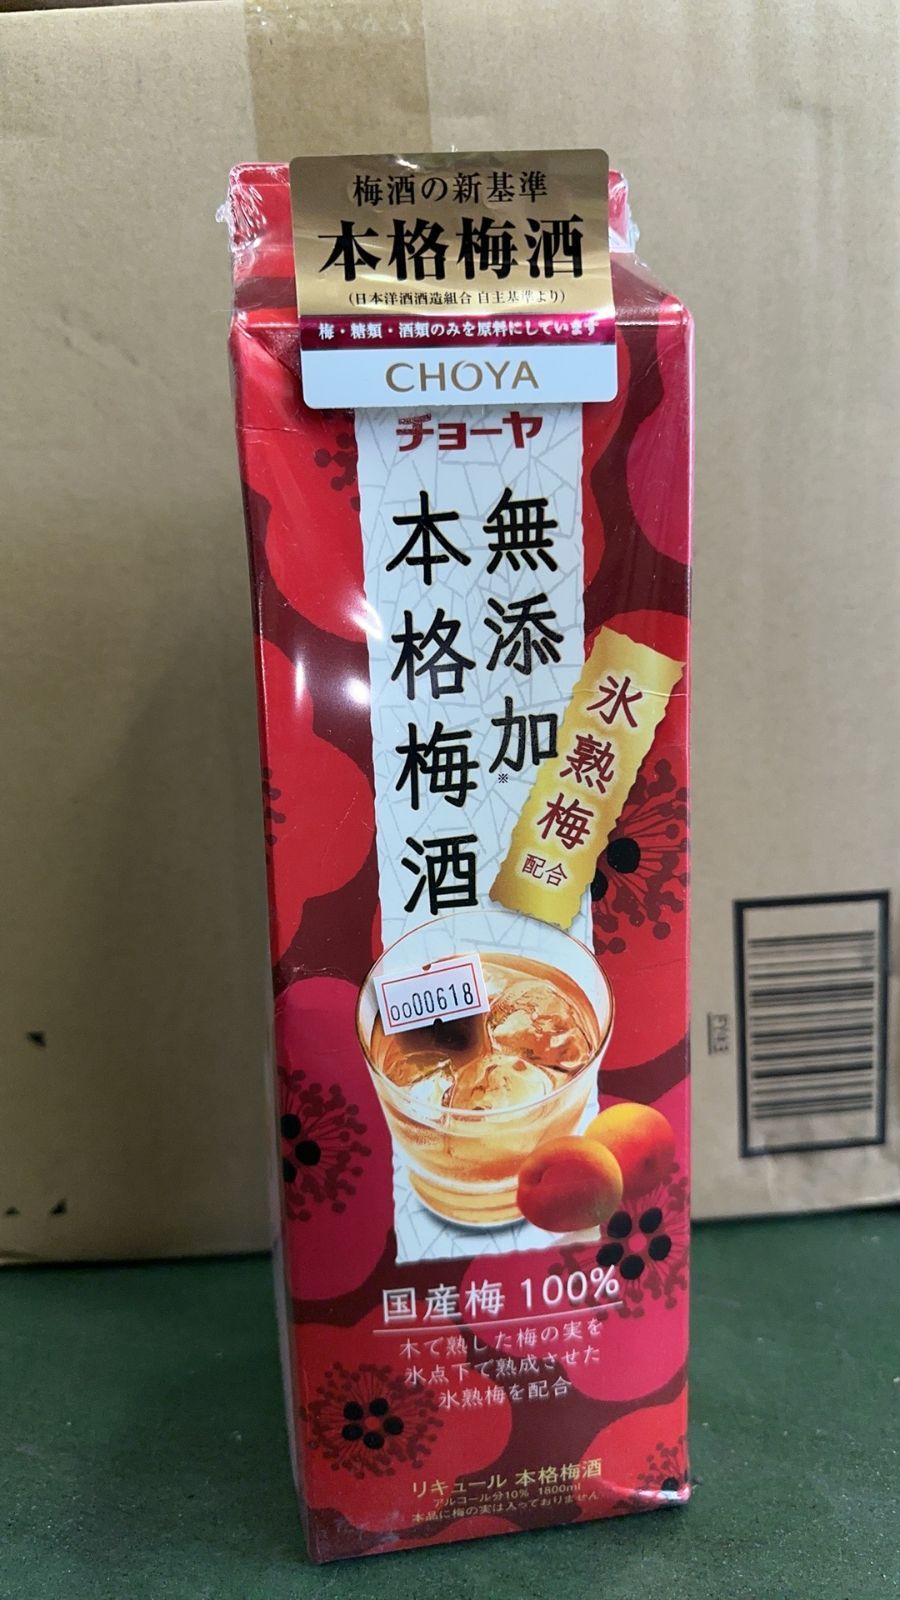 梅酒の新基準
本格梅酒
(日本洋酒酒造組合 自主基準より)
梅・糖類・酒類のみを原料にしています
CHOYA
チョーヤ
無添加※
本格梅酒
氷熟梅
配合
0000618
国産梅 100%
木で熟した梅の実を
氷点下で熟成させた
氷熟梅を配合
リキュール 本格梅酒
アルコール分10% 1800ml
本品に梅の実は入っておりません